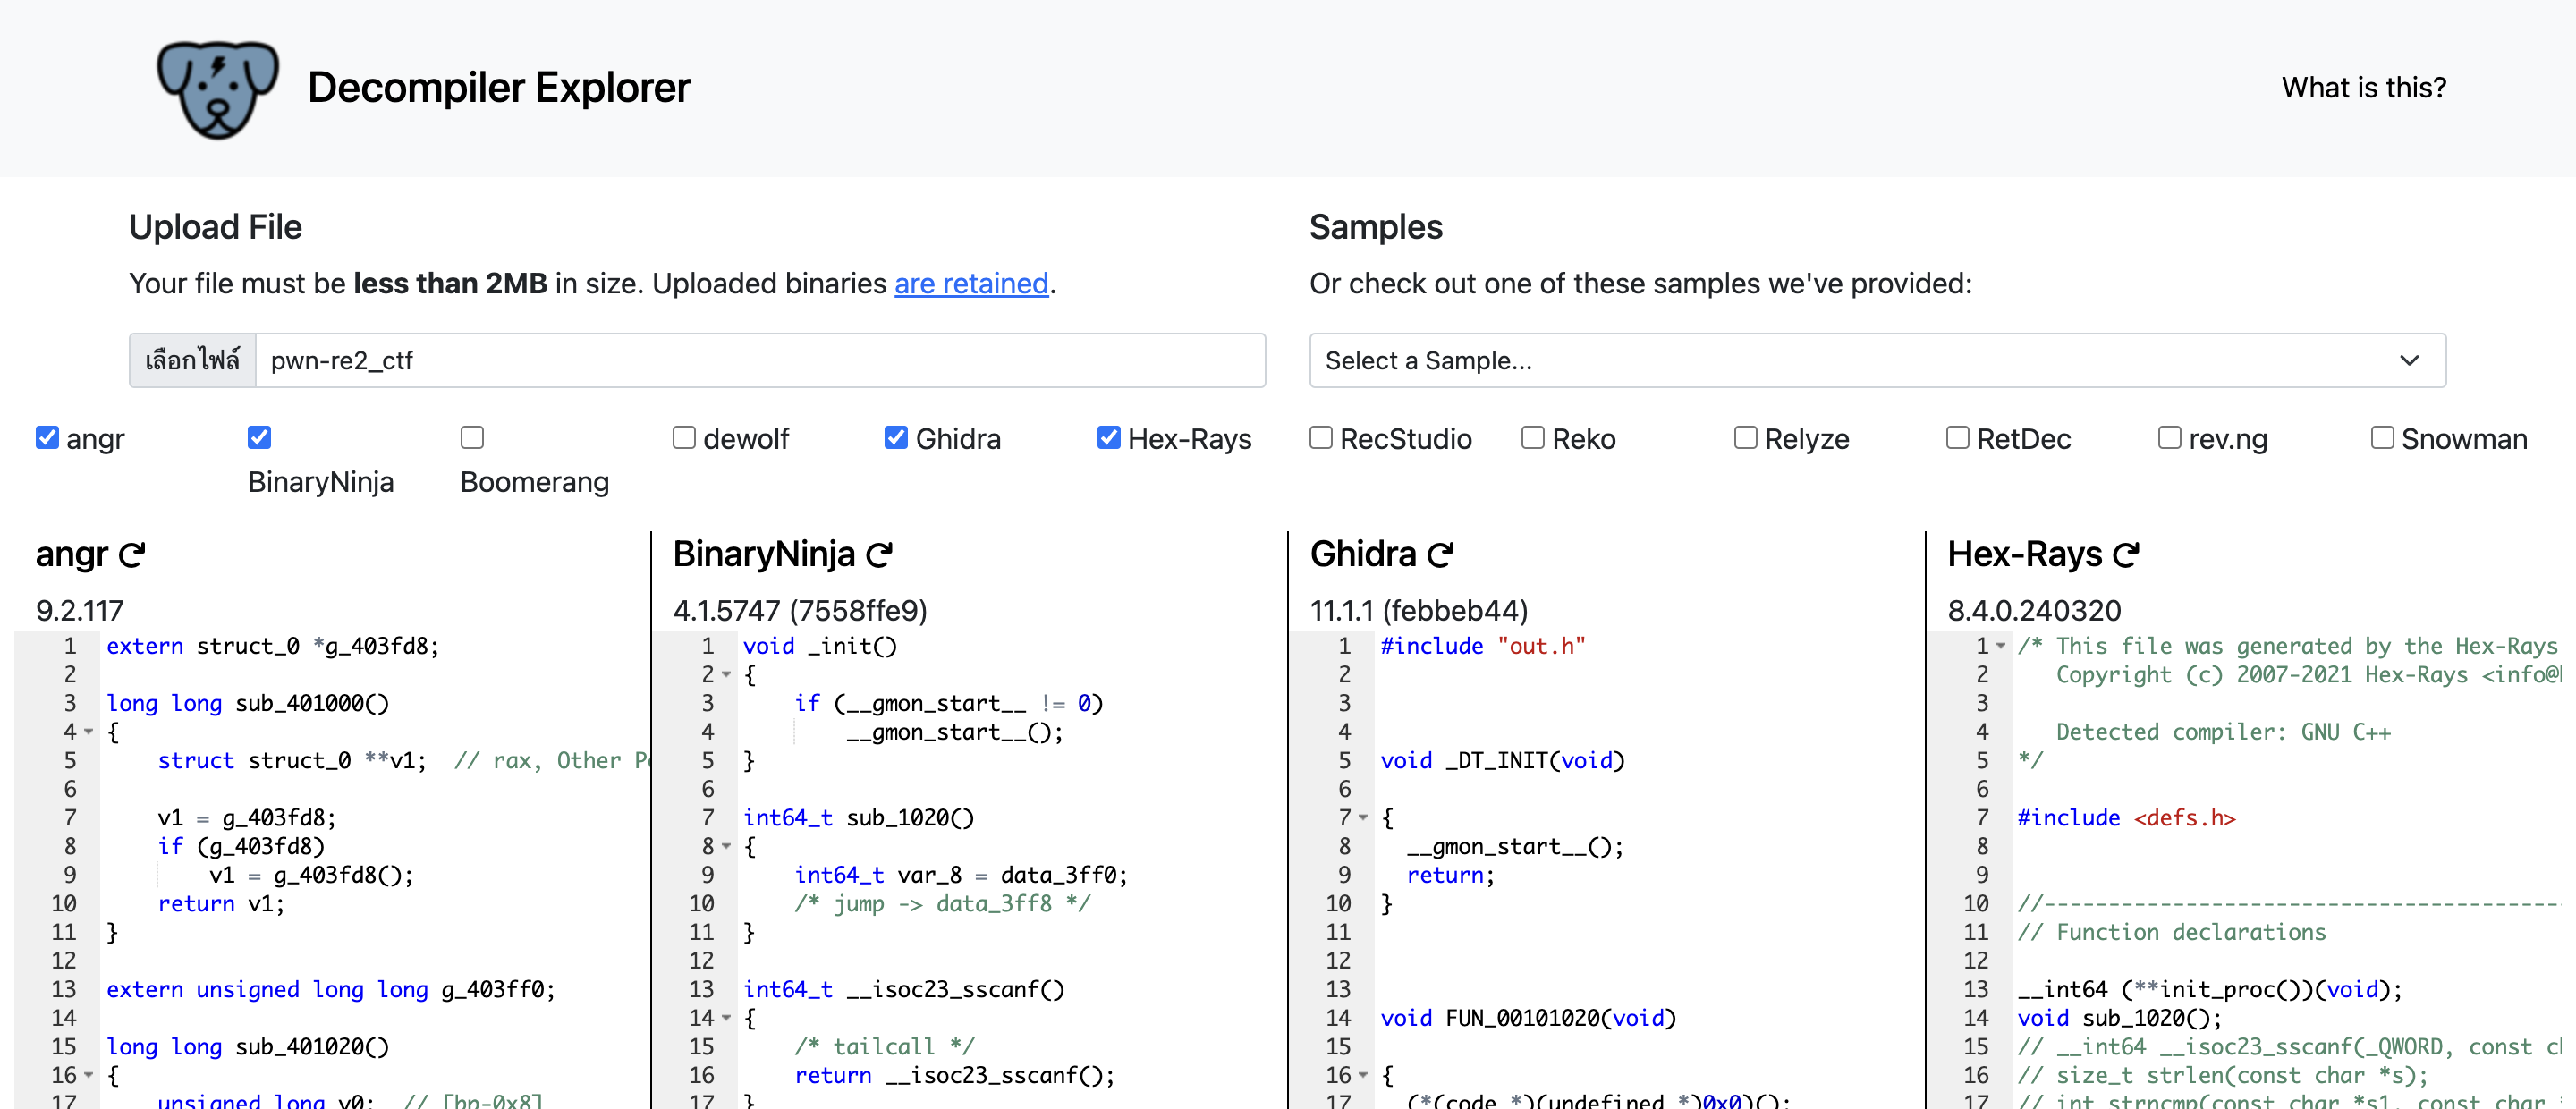 Decompiler Explorer
What is this?
Upload File
Your file must be less than 2MB in size. Uploaded binaries are retained.
เลือกไฟล์ pwn-re2_ctf
Samples
Or check out one of these samples we've provided:
Select a Sample...
angr
BinaryNinja
Boomerang
dewolf
Ghidra
Hex-Rays
RecStudio
Reko
Relyze
RetDec
rev.ng
Snowman
angr
9.2.117
1 extern struct_0 *g_403fd8;
2
3 long long sub_401000()
4 {
5     struct struct_0 **v1;  // rax, Other
6
7     v1 = g_403fd8;
8     if (g_403fd8)
9         v1 = g_403fd8();
10     return v1;
11 }
12
13 extern unsigned long long g_403ff0;
14
15 long long sub_401020()
16 {
17     unsigned long v0;  // [bp-0x8]
BinaryNinja
4.1.5747 (7558ffe9)
1 void _init()
2 {
3     if (__gmon_start__ != 0)
4         __gmon_start__();
5 }
6
7 int64_t sub_1020()
8 {
9     int64_t var_8 = data_3ff0;
10     /* jump -> data_3ff8 */
11 }
12
13 int64_t __isoc23_sscanf()
14 {
15     /* tailcall */
16     return __isoc23_sscanf();
17 }
Ghidra
11.1.1 (febbeb44)
1 #include "out.h"
2
3
4
5 void _DT_INIT(void)
6
7 {
8   __gmon_start__();
9   return;
10 }
11
12
13
14 void FUN_00101020(void)
15
16 {
17   (*(code *)(undefined *)0x0)();
Hex-Rays
8.4.0.240320
1 /* This file was generated by the Hex-Rays
2    Copyright (c) 2007-2021 Hex-Rays <info@
3
4    Detected compiler: GNU C++
5 */
6
7 #include <defs.h>
8
9
10 //----------------------------------------
11 // Function declarations
12
13 __int64 (**init_proc())(void);
14 void sub_1020();
15 // __int64 __isoc23_sscanf(_QWORD, const
16 // size_t strlen(const char *s);
17 // int strncmp(const char *s1, const char